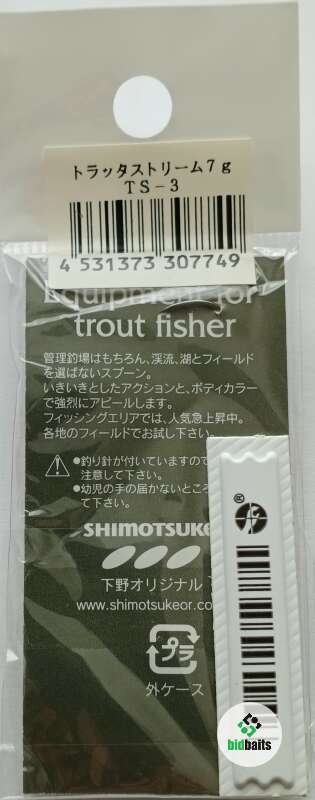 トラッタストリーム7g
TS-3
4 531373 307749
Equipment for
trout fisher
管理釣場はもちろん、渓流、湖とフィールド
を選ばないスプーン。
いきいきとしたアクションと、ボディカラー
で強烈にアピールします。
フィッシングエリアでは、人気急上昇中。
各地のフィールドでお試し下さい。
●釣り針が付いていますので
注意して下さい。
●幼児の手の届かないところ
て下さい。
SHIMOTSUKE
下野オリジナル
www.shimotsukeor.co
プラ
外ケース
®
bidbaits